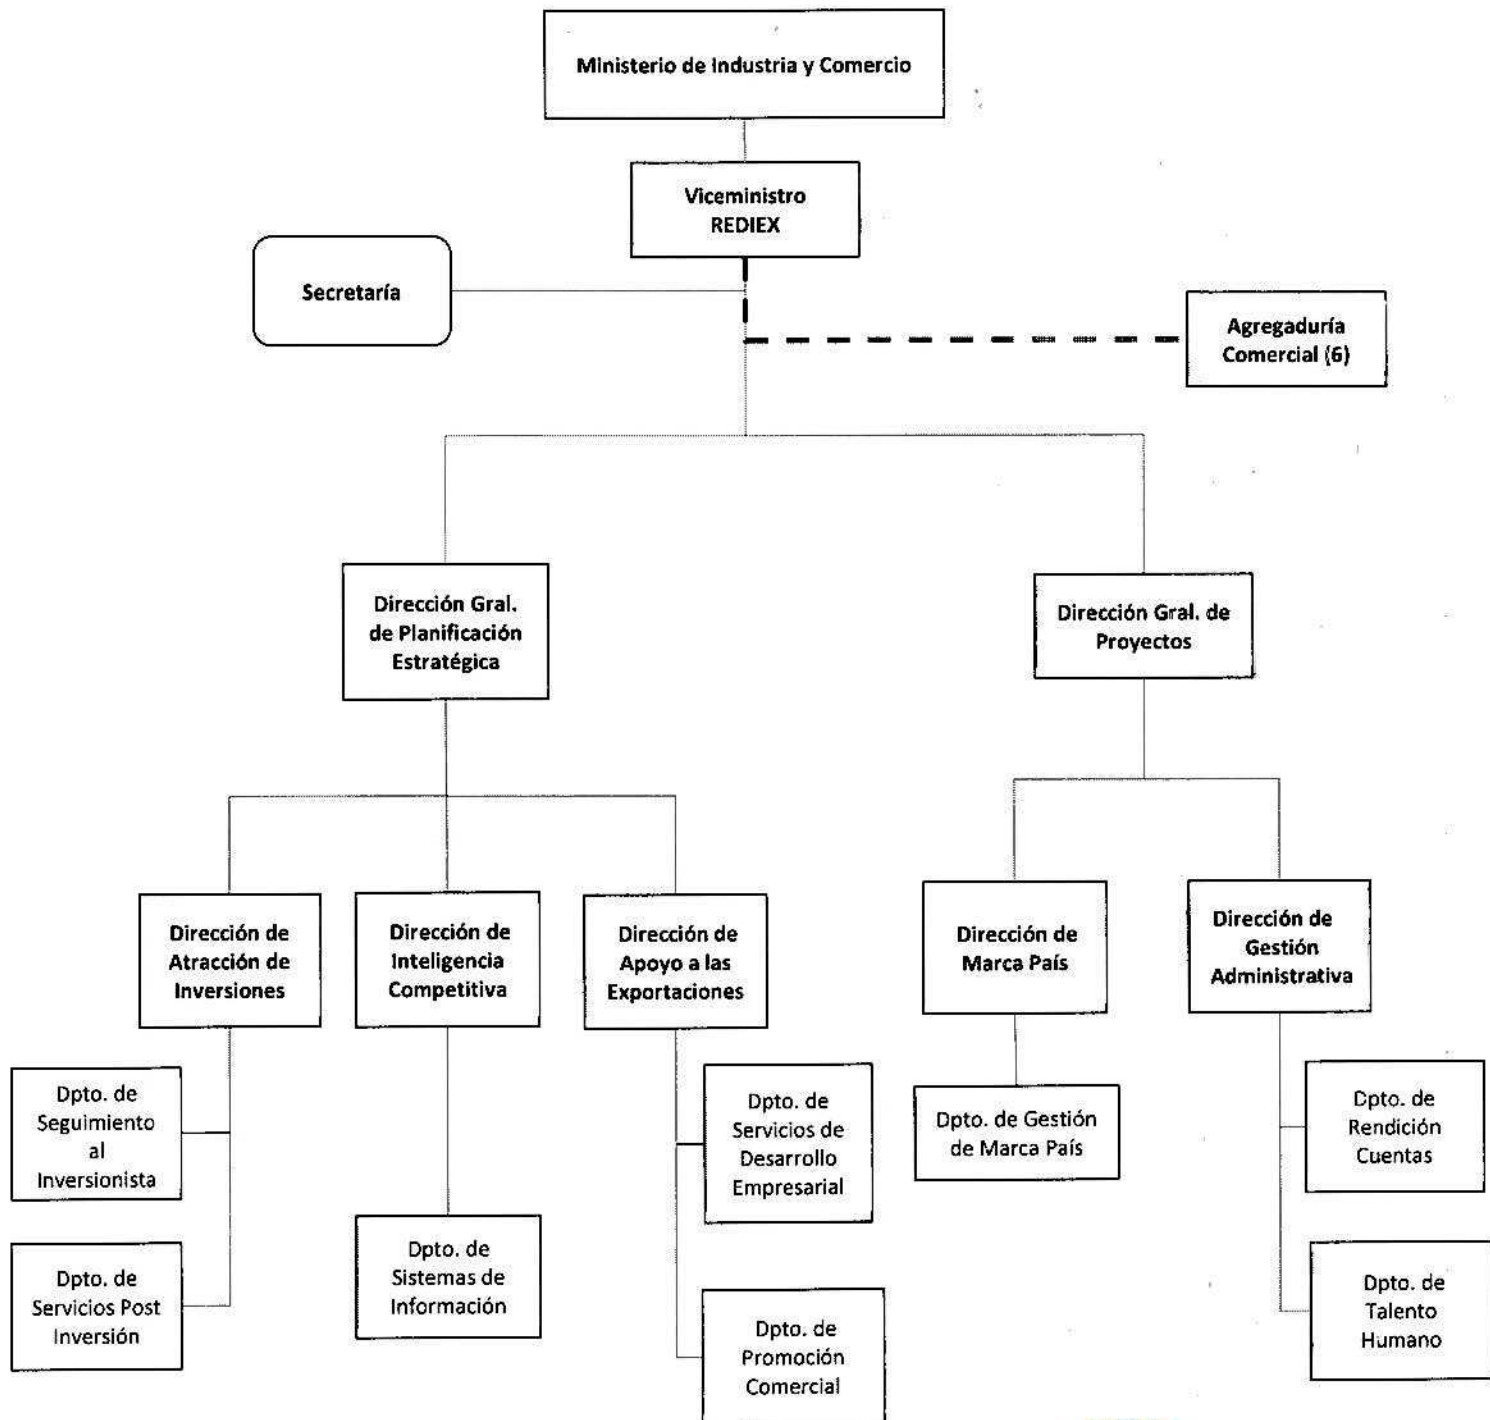 Ministerio de Industria y Comercio
Viceministro
REDIEX
Secretaría
Agregaduría
Comercial (6)
Dirección Gral.
de Planificación
Estratégica
Dirección Gral. de
Proyectos
Dirección de
Atracción de
Inversiones
Dirección de
Inteligencia
Competitiva
Dirección de
Apoyo a las
Exportaciones
Dirección de
Marca País
Dirección de
Gestión
Administrativa
Dpto. de
Seguimiento
al
Inversionista
Dpto. de
Servicios de
Desarrollo
Empresarial
Dpto. de Gestión
de Marca País
Dpto. de
Rendición
Cuentas
Dpto. de
Servicios Post
Inversión
Dpto. de
Sistemas de
Información
Dpto. de
Promoción
Comercial
Dpto. de
Talento
Humano